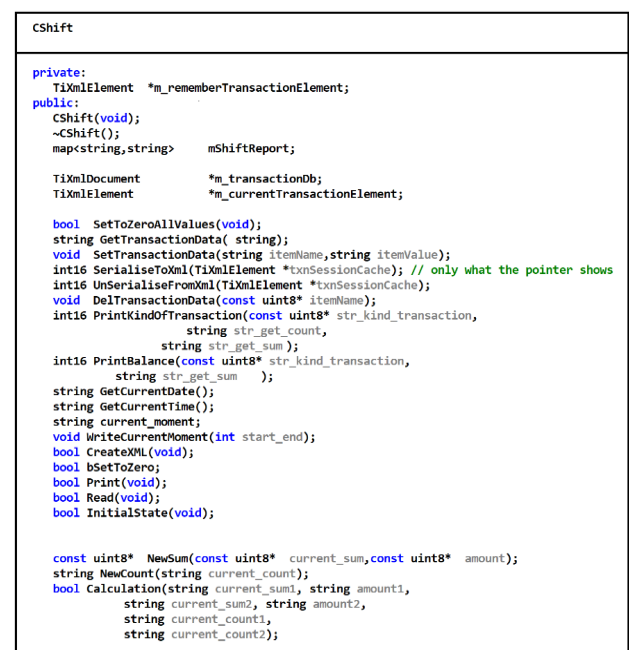 CShift
private:
TiXmlElement *m_rememberTransactionElement;
public:
CShift(void);
~CShift();
map<string,string> mShiftReport;
TiXmlDocument *m_transactionDb;
TiXmlElement *m_currentTransactionElement;
bool SetToZeroAllValues(void);
string GetTransactionData( string);
void SetTransactionData(string itemName,string itemValue);
int16 SerialiseToXml(TiXmlElement *txnSessionCache); // only what the pointer shows
int16 UnSerialiseFromXml(TiXmlElement *txnSessionCache);
void DelTransactionData(const uint8* itemName);
int16 PrintKindOfTransaction(const uint8* str_kind_transaction,
string str_get_count,
string str_get_sum );
int16 PrintBalance(const uint8* str_kind_transaction,
string str_get_sum );
string GetCurrentDate();
string GetCurrentTime();
string current_moment;
void WriteCurrentMoment(int start_end);
bool CreateXML(void);
bool bSetToZero;
bool Print(void);
bool Read(void);
bool InitialState(void);
const uint8* NewSum(const uint8* current_sum,const uint8* amount);
string NewCount(string current_count);
bool Calculation(string current_sum1, string amount1,
string current_sum2, string amount2,
string current_count1,
string current_count2);